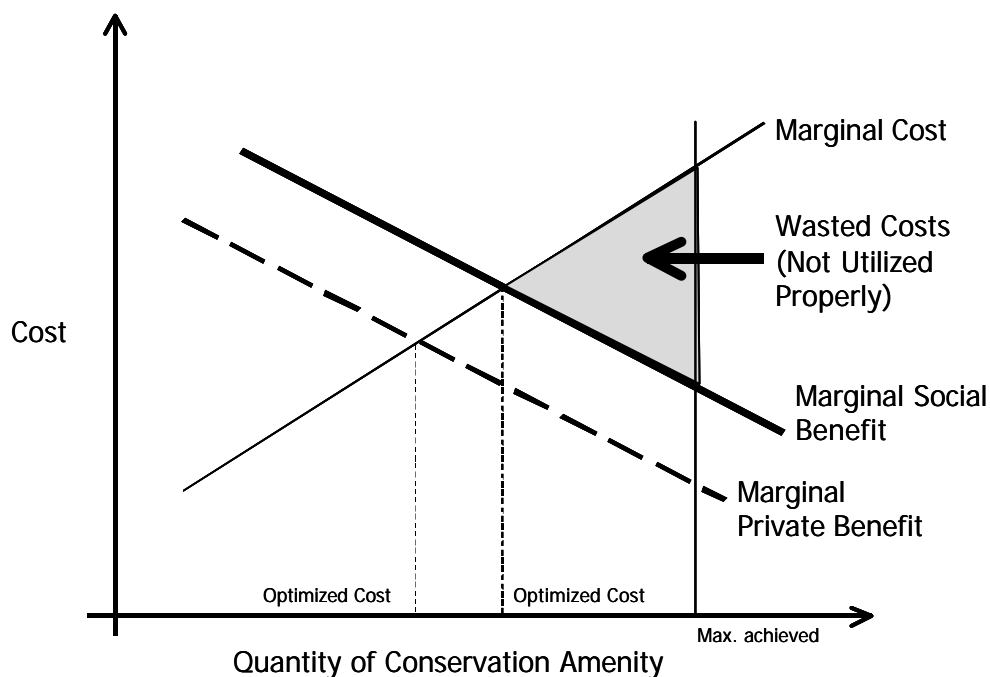 Marginal Cost
Wasted Costs
(Not Utilized
Properly)
Cost
Marginal Social
Benefit
Marginal
Private Benefit
Optimized Cost
Optimized Cost
Max. achieved
Quantity of Conservation Amenity